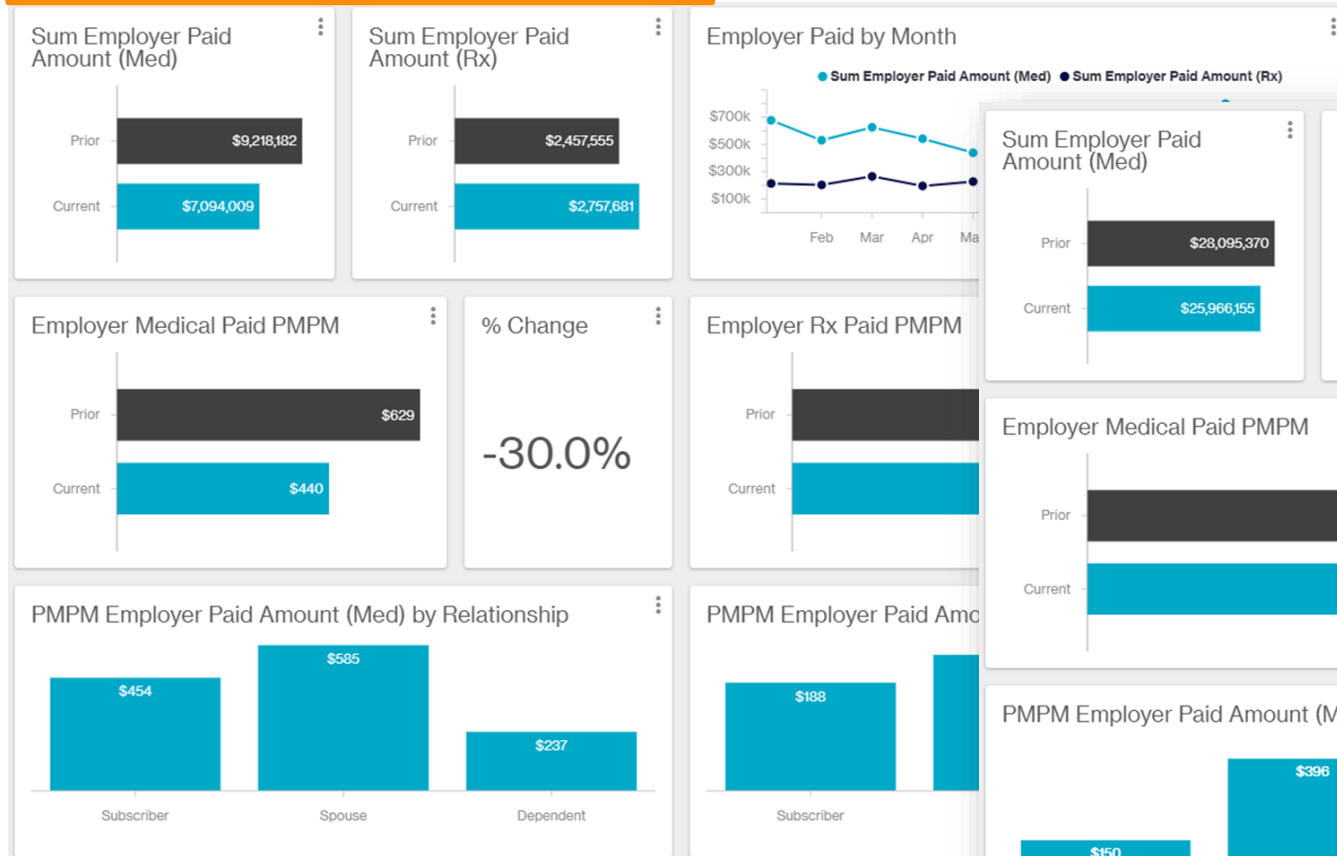 Sum Employer Paid
Amount (Med)
Prior
$9,218,182
Current
$7,094,009
Sum Employer Paid
Amount (Rx)
Prior
$2,457,555
Current
$2,757,681
Employer Paid by Month
Sum Employer Paid Amount (Med) Sum Employer Paid Amount (Rx)
$700k
$500k
$300k
$100k
Feb Mar Apr Ma
Employer Medical Paid PMPM
Prior
$629
Current
$440
% Change
-30.0%
Employer Rx Paid PMPM
Prior
Current
PMPM Employer Paid Amount (Med) by Relationship
$454
$585
$237
Subscriber Spouse Dependent
PMPM Employer Paid Amo
$188
Subscriber
Sum Employer Paid
Amount (Med)
Prior
$28,095,370
Current
$25,966,155
Employer Medical Paid PMPM
Prior
Current
PMPM Employer Paid Amount (M
$396
$150